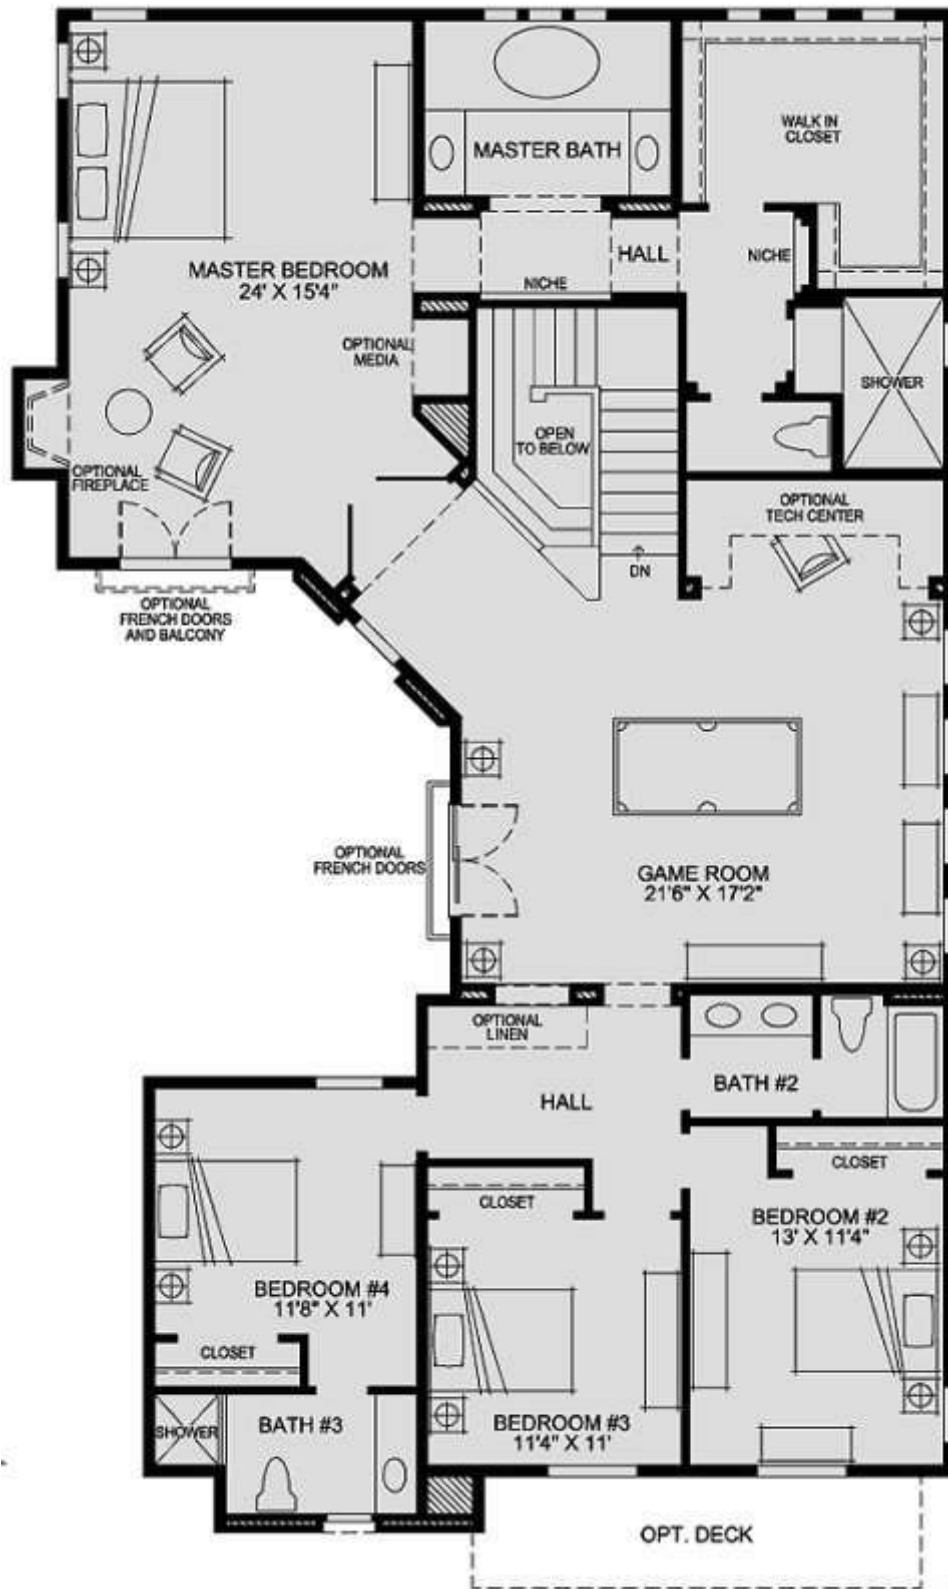 MASTER BATH
WALK IN
CLOSET
MASTER BEDROOM
24' X 15'4"
HALL
NICHE
NICHE
OPTIONAL
MEDIA
SHOWER
OPEN
TO BELOW
OPTIONAL
FIREPLACE
OPTIONAL
TECH CENTER
DN
OPTIONAL
FRENCH DOORS
AND BALCONY
OPTIONAL
FRENCH DOORS
GAME ROOM
21'6" X 17'2"
OPTIONAL
LINEN
BATH #2
HALL
CLOSET
CLOSET
BEDROOM #2
13' X 11'4"
BEDROOM #4
11'8" X 11'
CLOSET
BATH #3
SHOWER
BEDROOM #3
11'4" X 11'
OPT. DECK